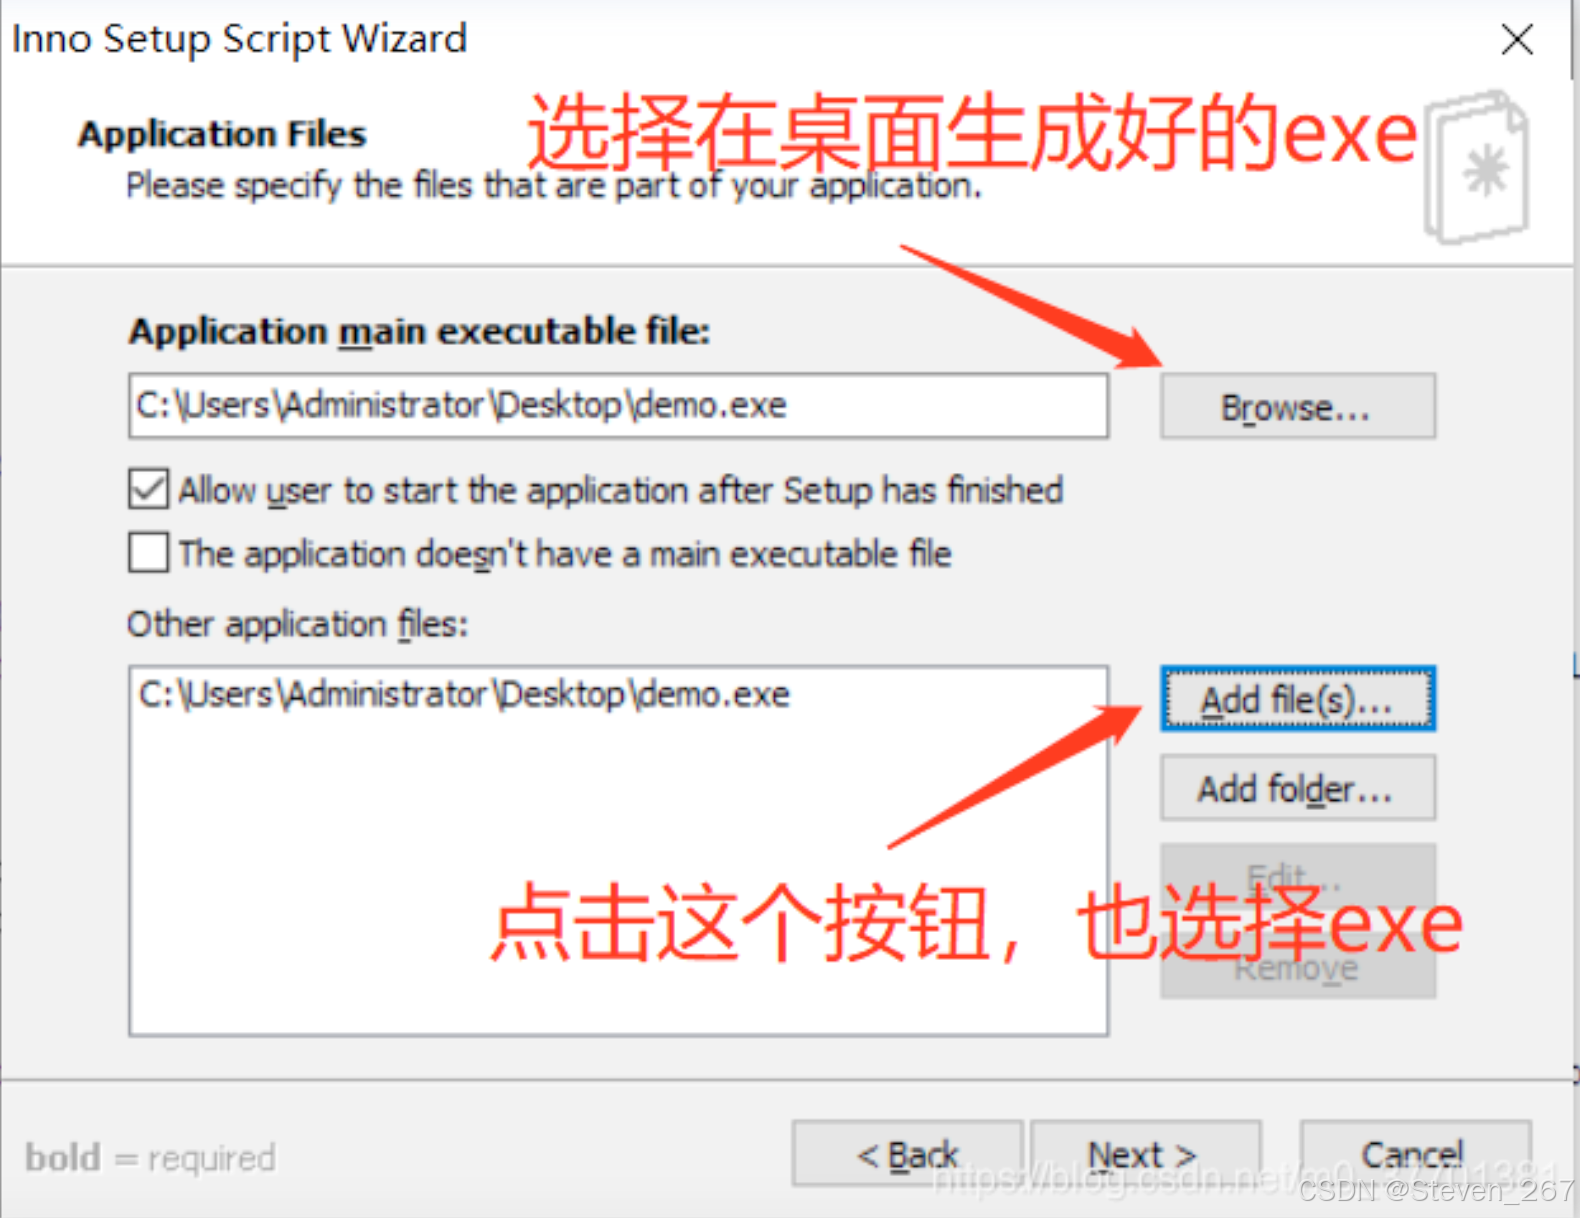 Inno Setup Script Wizard
选择在桌面生成好的exe
Application Files
Please specify the files that are part of your application.
Application main executable file:
C:\Users\Administrator\Desktop\demo.exe
Browse...
Allow user to start the application after Setup has finished
The application doesn't have a main executable file
Other application files:
C:\Users\Administrator\Desktop\demo.exe
Add file(s)...
Add folder...
Edit...
点击这个按钮，也选择exe
Remove
bold = required
< Back
Next >
Cancel
https://blog.csdn.net/m0_37701381
CSDN @Steven_267